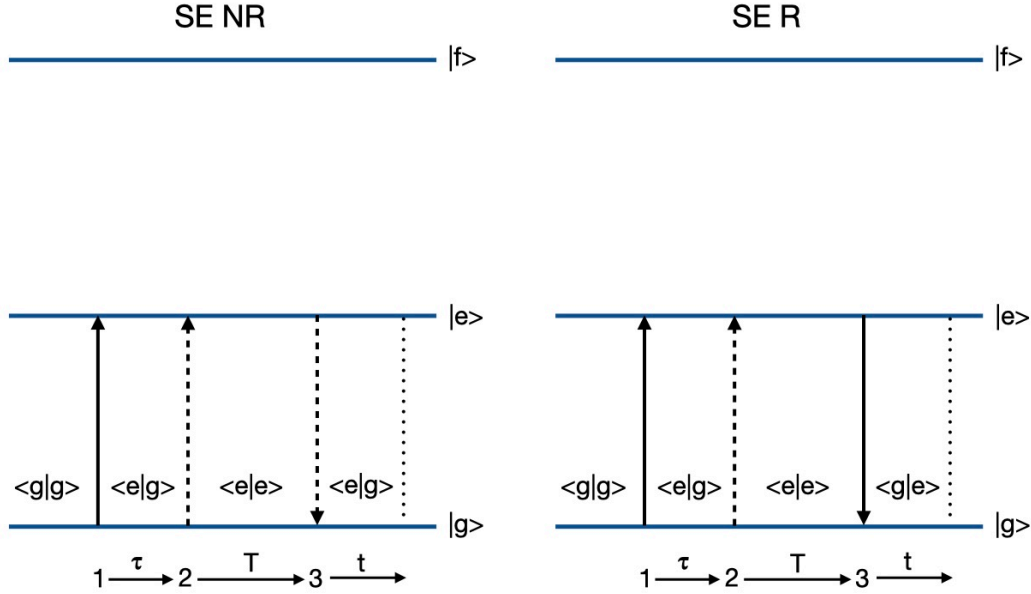 SE NR
|f>
|e>
<g|g> <e|g> <e|e> <e|g>
|g>
τ T t
1 2 3
SE R
|f>
|e>
<g|g> <e|g> <e|e> <g|e>
|g>
τ T t
1 2 3